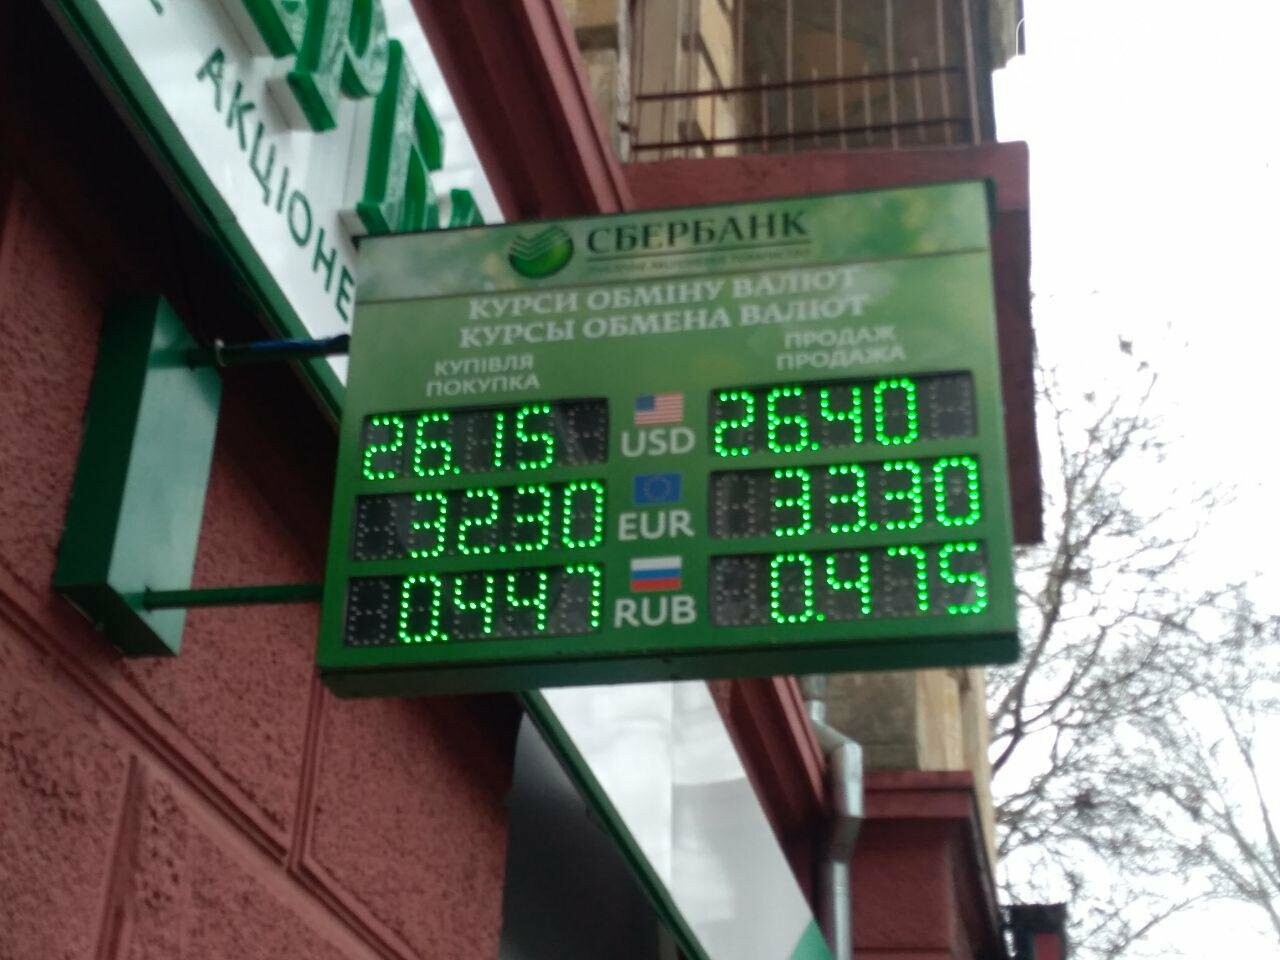 АКЦІОНЕ
СБЕРБАНК
КУРСИ ОБМІНУ ВАЛЮТ
КУРСЫ ОБМЕНА ВАЛЮТ
КУПІВЛЯ ПРОДАЖ
ПОКУПКА ПРОДАЖА
26.15 USD 26.40
32.30 EUR 33.30
0.447 RUB 0.475